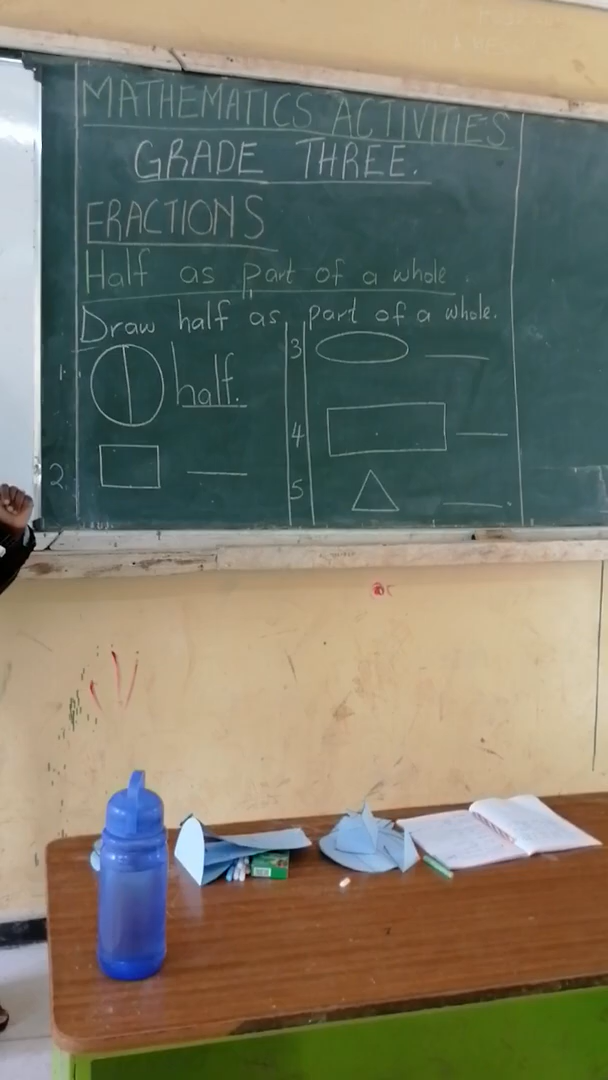 MATHEMATICS ACTIVITIES
GRADE THREE.
FRACTIONS
Half as part of a whole.
Draw half as part of a whole.
1. half.
2
3
4
5